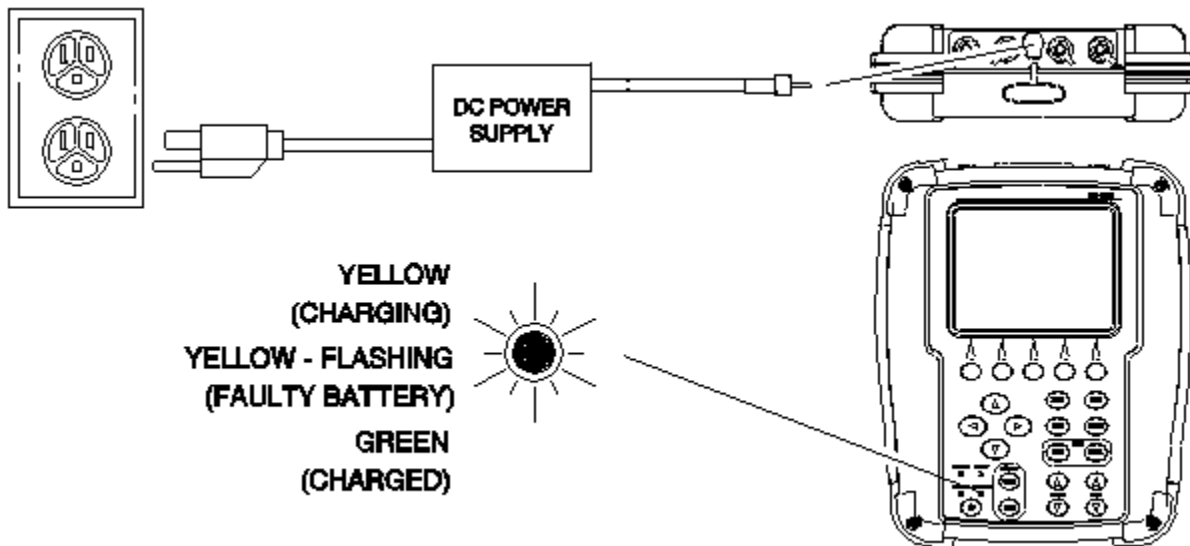 DC POWER
SUPPLY
YELLOW
(CHARGING)
YELLOW - FLASHING
(FAULTY BATTERY)
GREEN
(CHARGED)